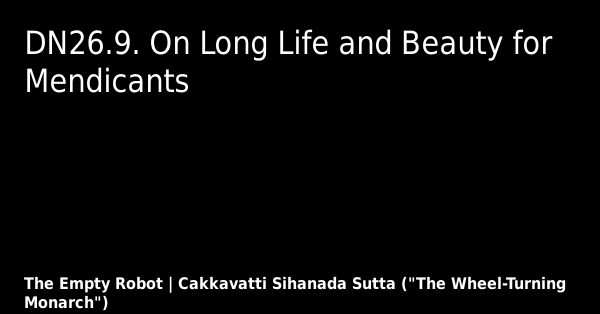 DN26.9. On Long Life and Beauty for
Mendicants
The Empty Robot | Cakkavatti Sihanada Sutta ("The Wheel-Turning
Monarch")